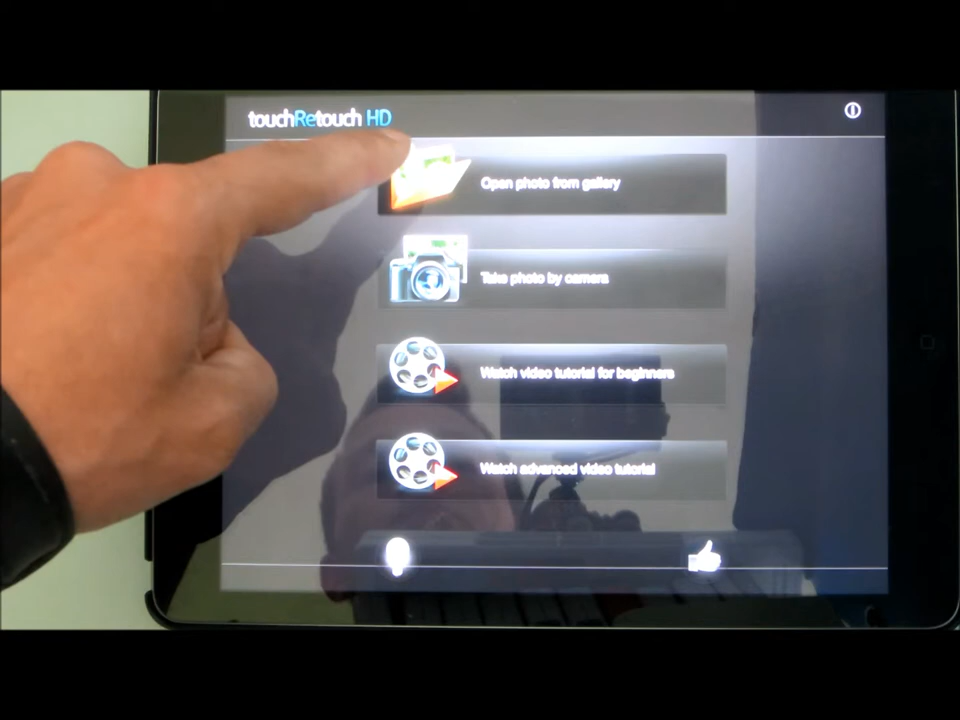 touchRetouch HD
Open photo from gallery
Take photo by camera
Watch video tutorial for beginners
Watch advanced video tutorial